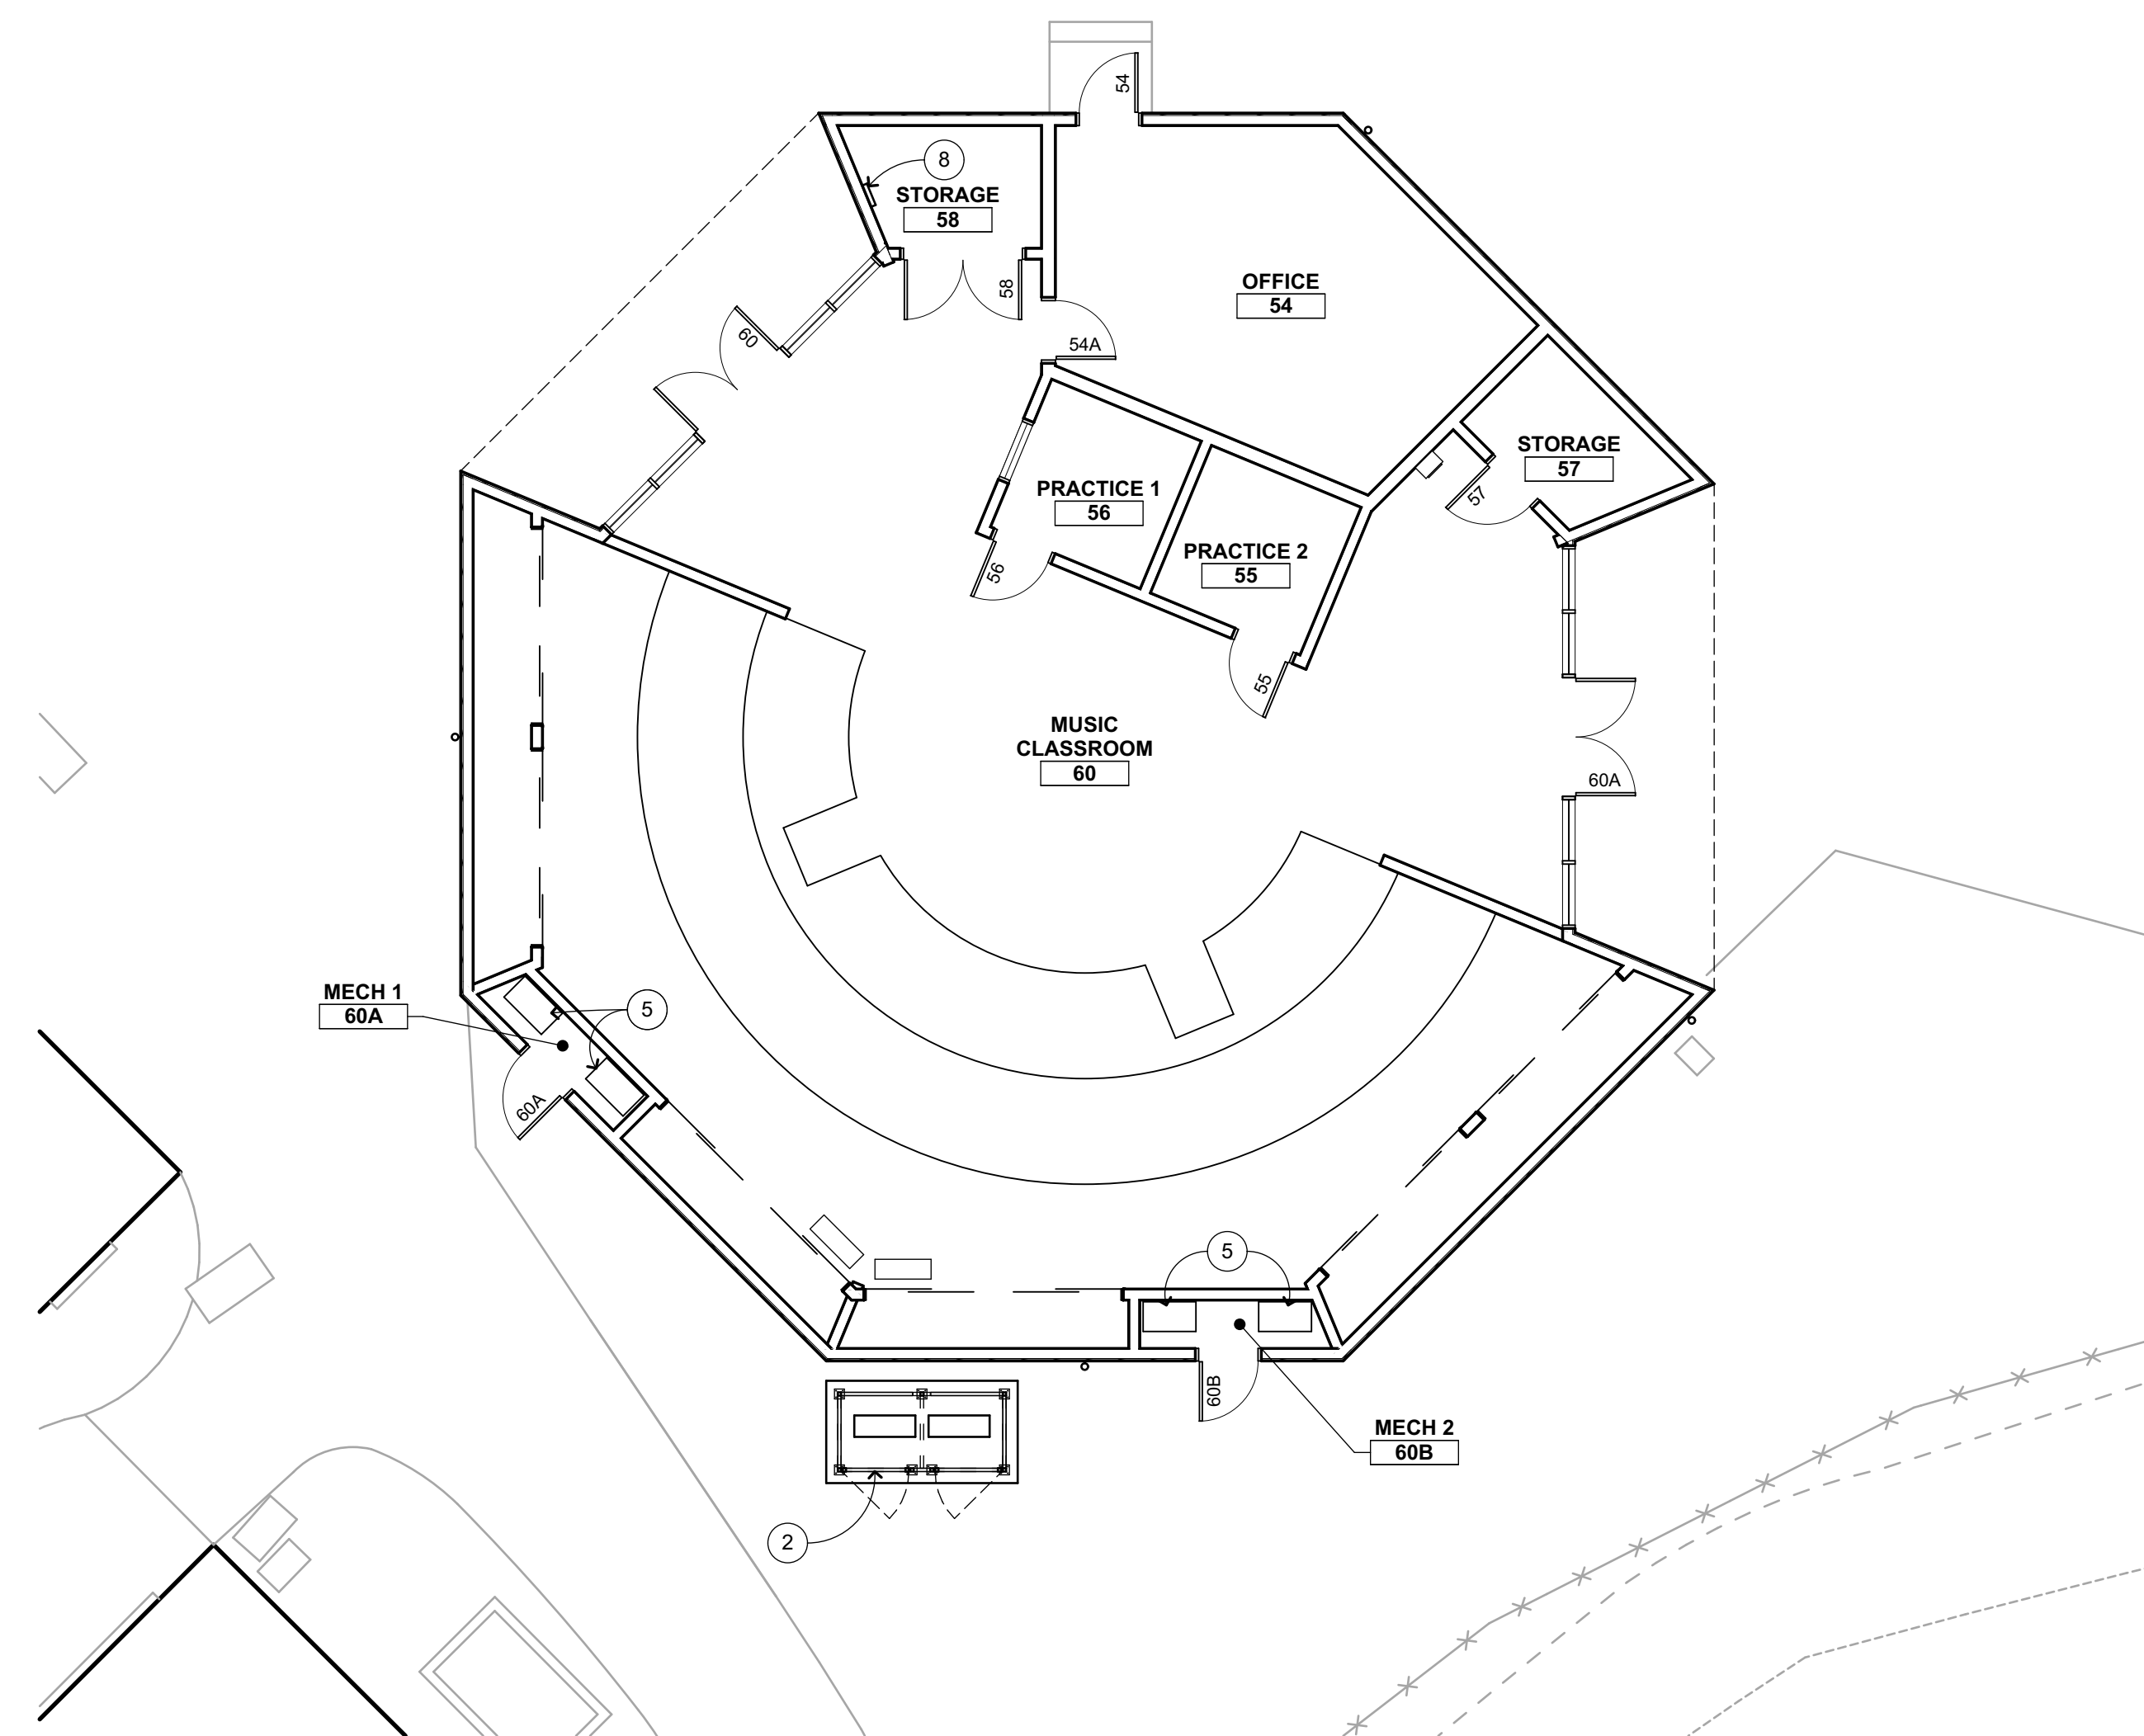 54
8
STORAGE
58
OFFICE
54
58
60
54A
STORAGE
57
PRACTICE 1
56
57
PRACTICE 2
55
56
55
MUSIC
CLASSROOM
60
60A
MECH 1
60A
5
60A
5
60B
MECH 2
60B
2